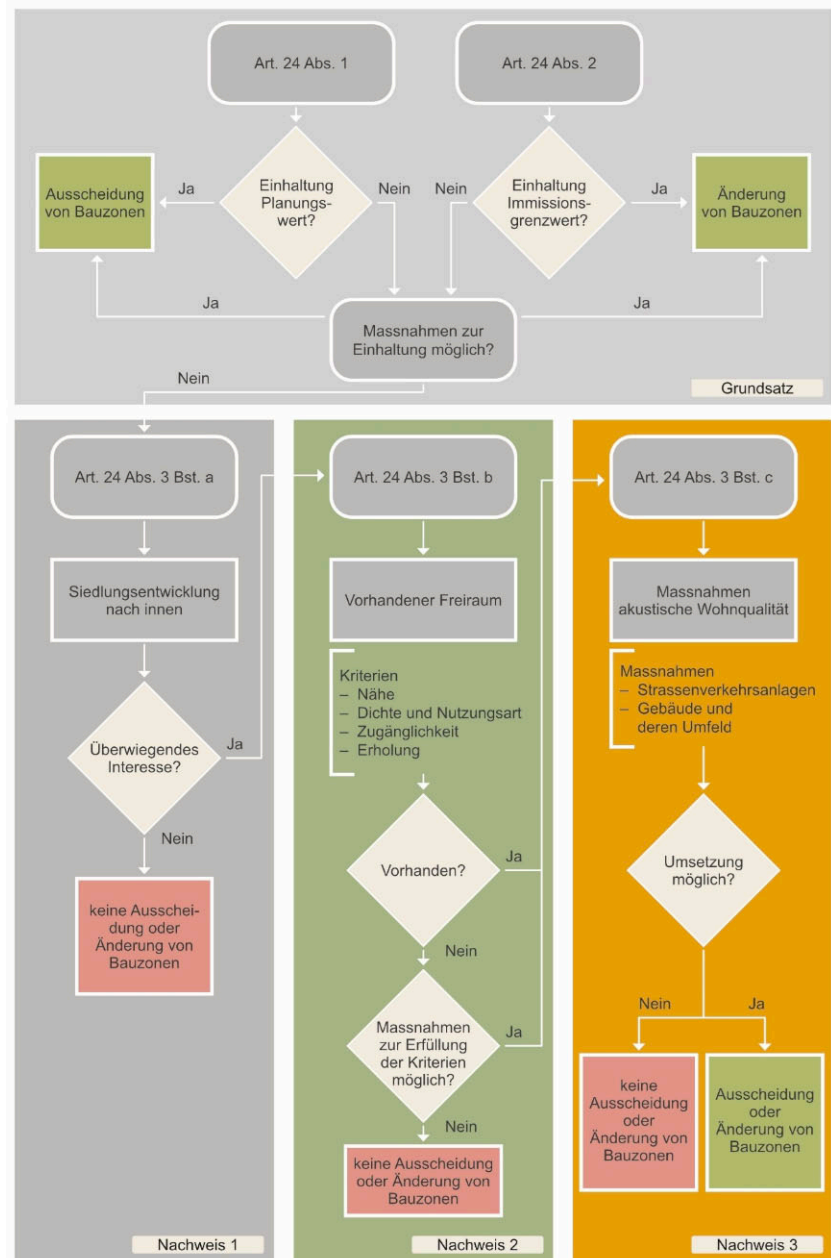 Art. 24 Abs. 1
Art. 24 Abs. 2
Ausscheidung
von Bauzonen
Ja
Einhaltung
Planungs-
wert?
Nein
Nein
Einhaltung
Immissions-
grenzwert?
Ja
Änderung
von Bauzonen
Ja
Ja
Massnahmen zur
Einhaltung möglich?
Nein
Grundsatz
Art. 24 Abs. 3 Bst. a
Siedlungsentwicklung
nach innen
Überwiegendes
Interesse?
Ja
Nein
keine Ausschei-
dung oder
Änderung von
Bauzonen
Nachweis 1
Art. 24 Abs. 3 Bst. b
Vorhandener Freiraum
Kriterien
– Nähe
– Dichte und Nutzungsart
– Zugänglichkeit
– Erholung
Vorhanden?
Ja
Nein
Massnahmen
zur Erfüllung
der Kriterien
möglich?
Ja
Nein
keine Ausscheidung
oder Änderung von
Bauzonen
Nachweis 2
Art. 24 Abs. 3 Bst. c
Massnahmen
akustische Wohnqualität
Massnahmen
– Strassenverkehrsanlagen
– Gebäude und
deren Umfeld
Umsetzung
möglich?
Nein
Ja
keine
Ausscheidung
oder
Änderung von
Bauzonen
Ausscheidung
oder
Änderung von
Bauzonen
Nachweis 3